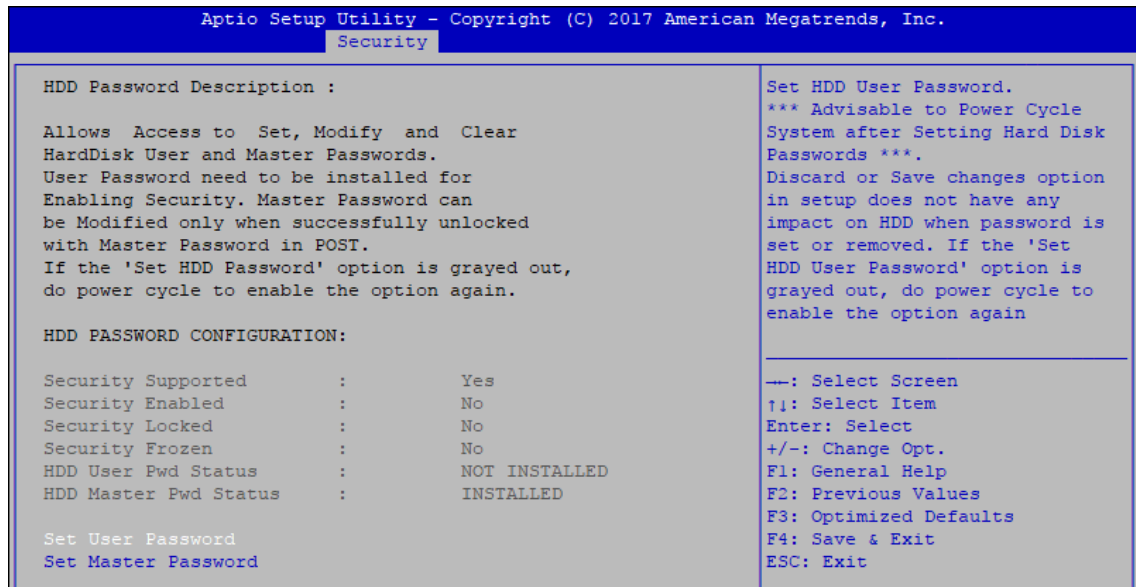 Aptio Setup Utility – Copyright (C) 2017 American Megatrends, Inc.
Security
HDD Password Description :
Allows Access to Set, Modify and Clear
HardDisk User and Master Passwords.
User Password need to be installed for
Enabling Security. Master Password can
be Modified only when successfully unlocked
with Master Password in POST.
If the 'Set HDD Password' option is grayed out,
do power cycle to enable the option again.
HDD PASSWORD CONFIGURATION:
Security Supported : Yes
Security Enabled : No
Security Locked : No
Security Frozen : No
HDD User Pwd Status : NOT INSTALLED
HDD Master Pwd Status : INSTALLED
Set User Password
Set Master Password
Set HDD User Password.
*** Advisable to Power Cycle
System after Setting Hard Disk
Passwords ***.
Discard or Save changes option
in setup does not have any
impact on HDD when password is
set or removed. If the 'Set
HDD User Password' option is
grayed out, do power cycle to
enable the option again
→←: Select Screen
↑↓: Select Item
Enter: Select
+/-: Change Opt.
F1: General Help
F2: Previous Values
F3: Optimized Defaults
F4: Save & Exit
ESC: Exit